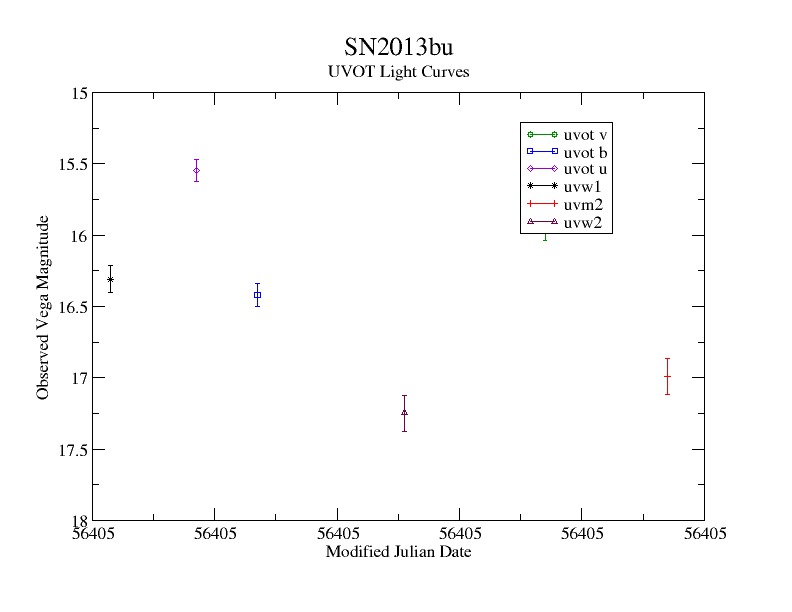 SN2013bu
UVOT Light Curves
15
15.5
16
16.5
17
17.5
18
Observed Vega Magnitude
uvot v
uvot b
uvot u
uvw1
uvm2
uvw2
56405 56405 56405 56405 56405 56405
Modified Julian Date